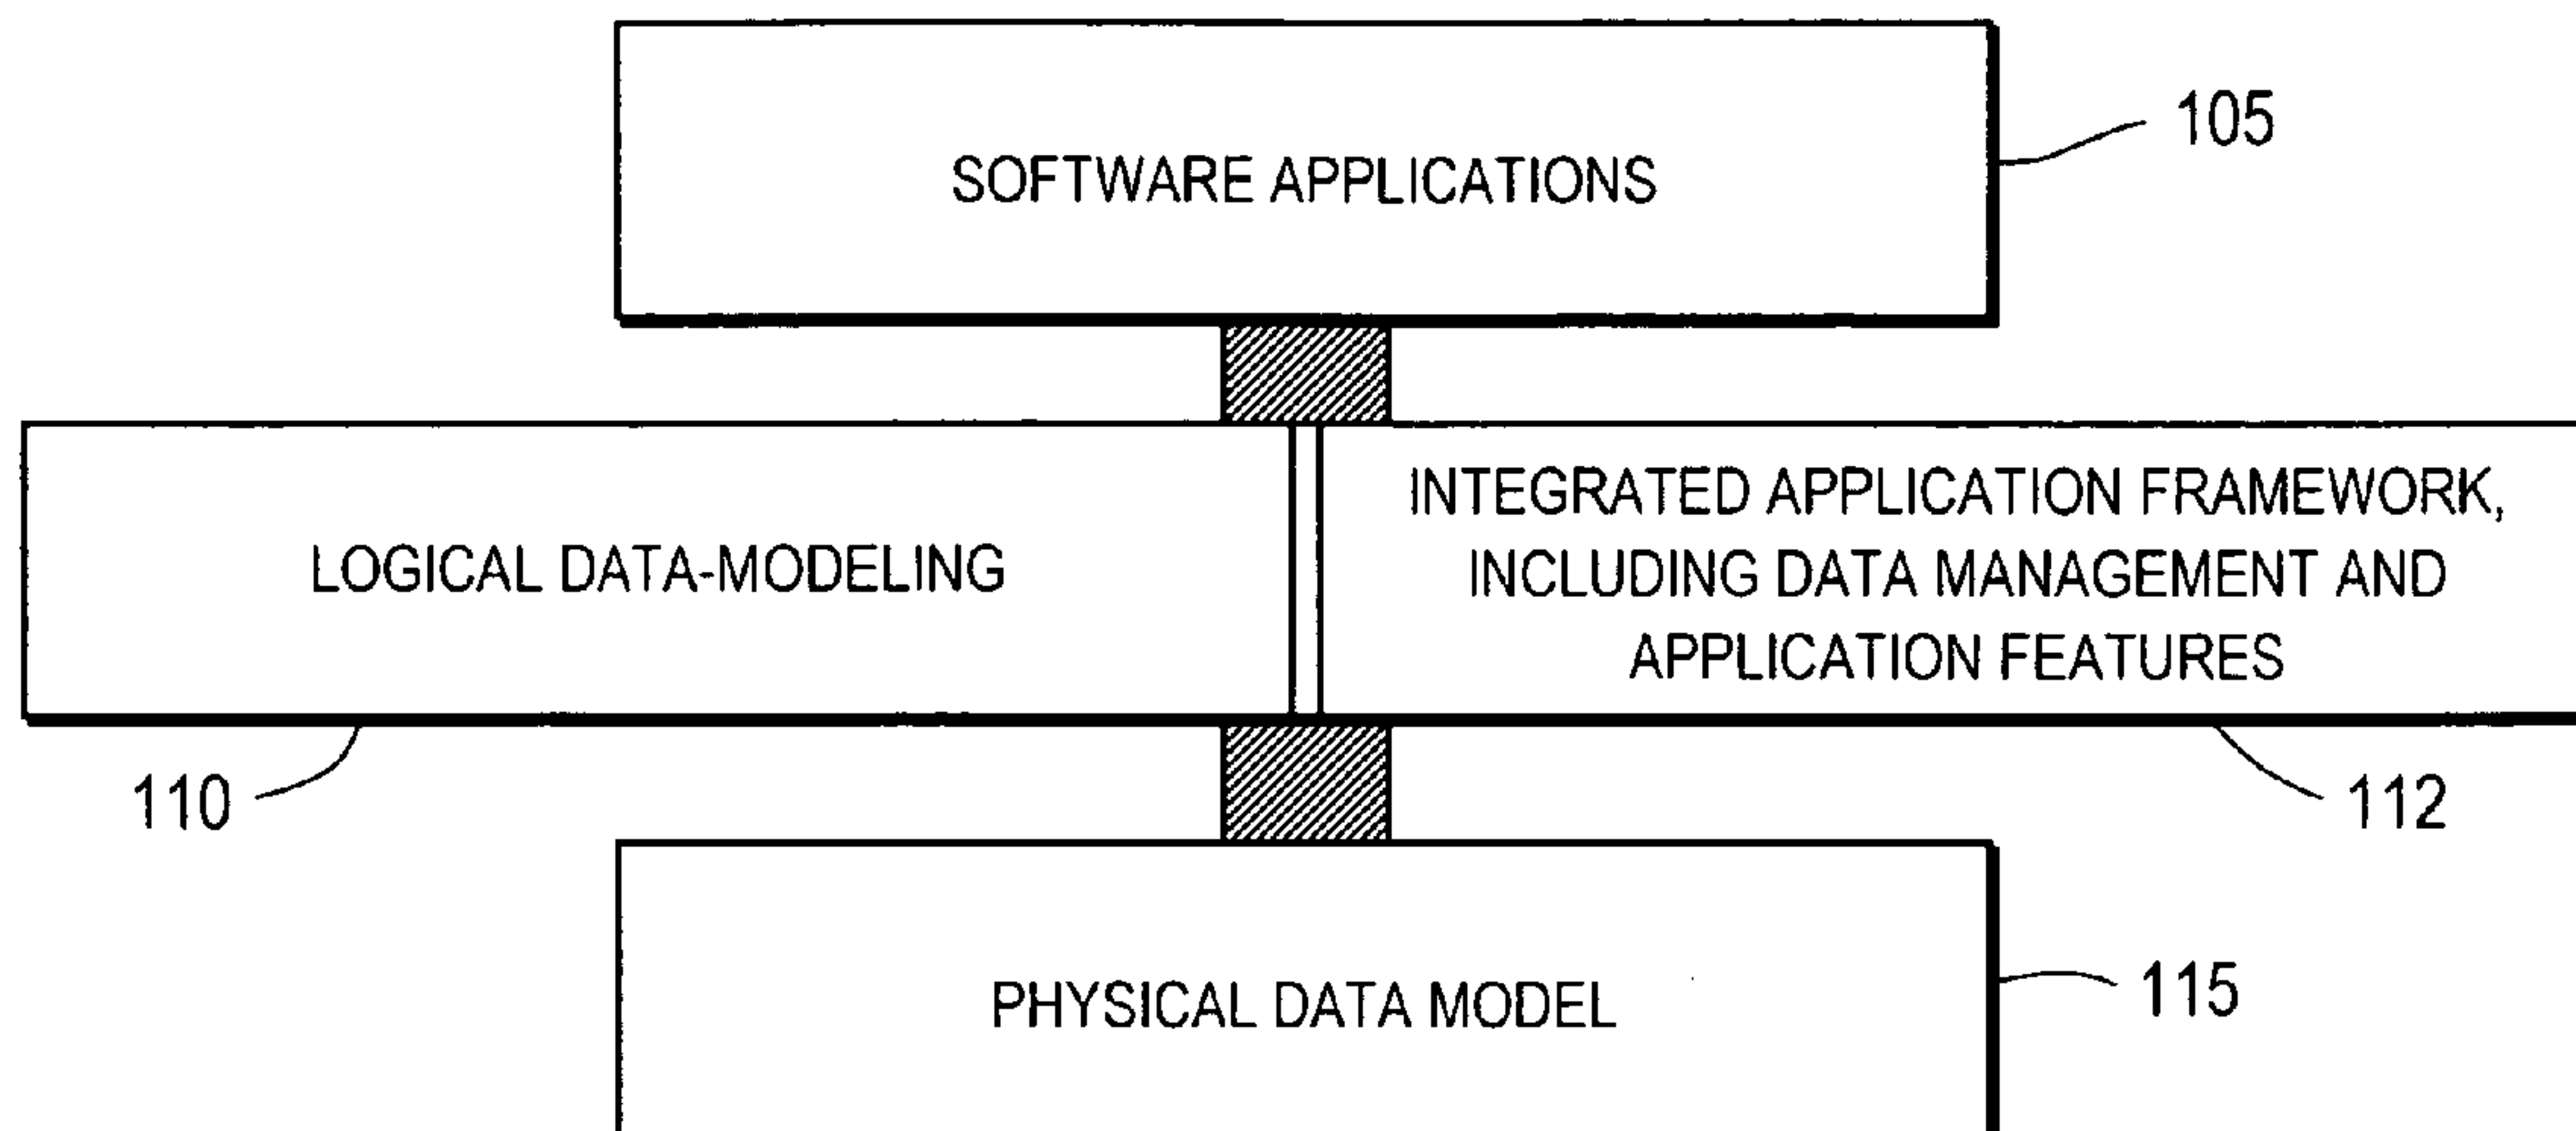 SOFTWARE APPLICATIONS
105
LOGICAL DATA-MODELING
INTEGRATED APPLICATION FRAMEWORK,
INCLUDING DATA MANAGEMENT AND
APPLICATION FEATURES
110
112
PHYSICAL DATA MODEL
115